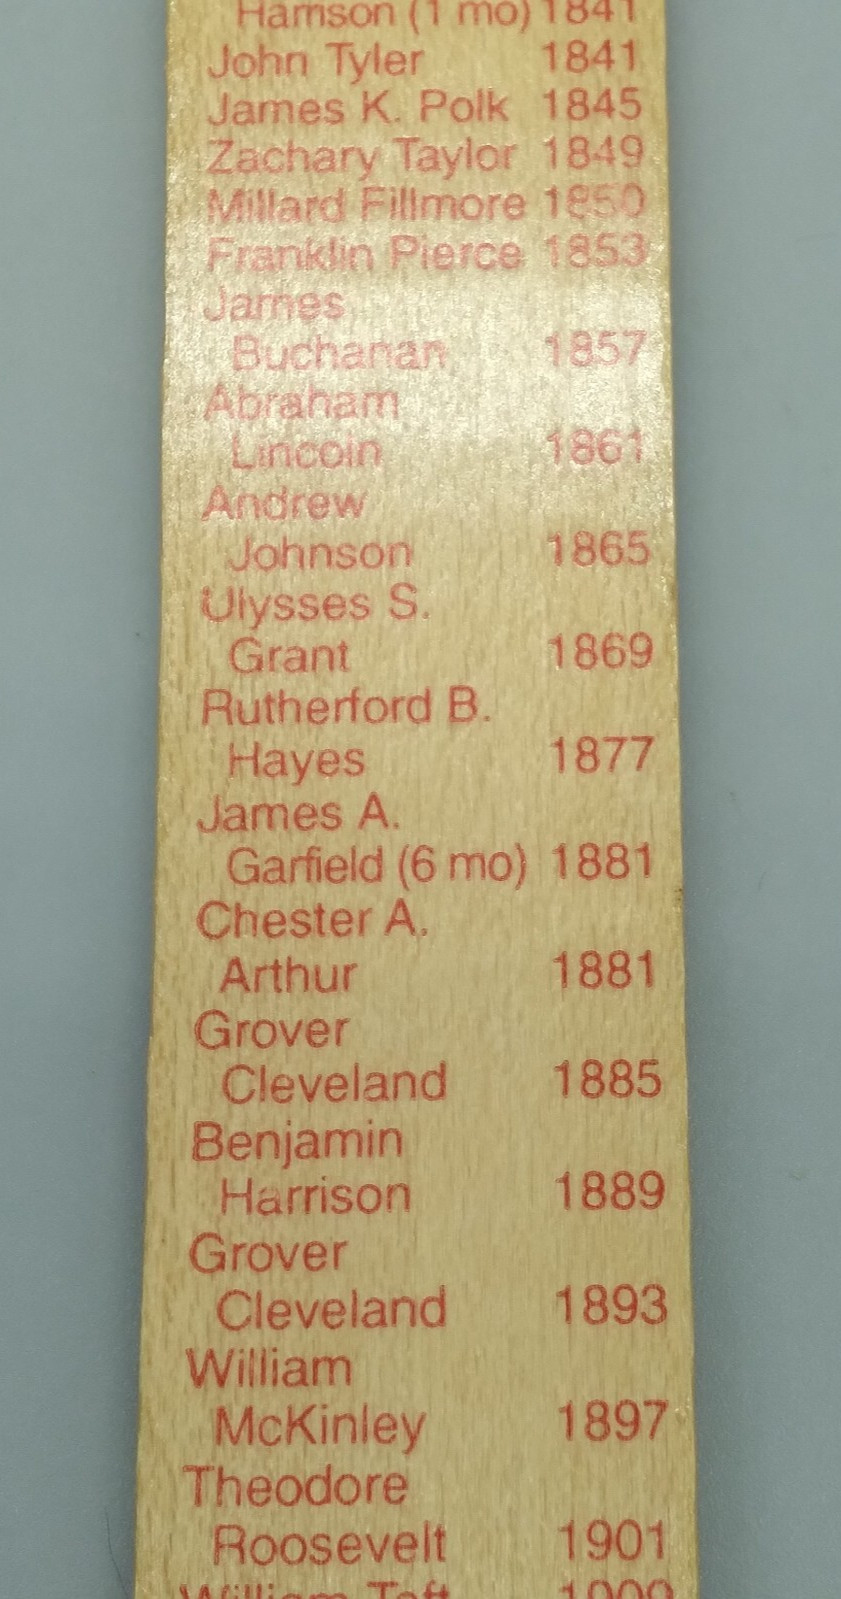 Harrison (1 mo) 1841
John Tyler 1841
James K. Polk 1845
Zachary Taylor 1849
Millard Fillmore 1850
Franklin Pierce 1853
James
Buchanan 1857
Abraham
Lincoln 1861
Andrew
Johnson 1865
Ulysses S.
Grant 1869
Rutherford B.
Hayes 1877
James A.
Garfield (6 mo) 1881
Chester A.
Arthur 1881
Grover
Cleveland 1885
Benjamin
Harrison 1889
Grover
Cleveland 1893
William
McKinley 1897
Theodore
Roosevelt 1901
William Taft 1909